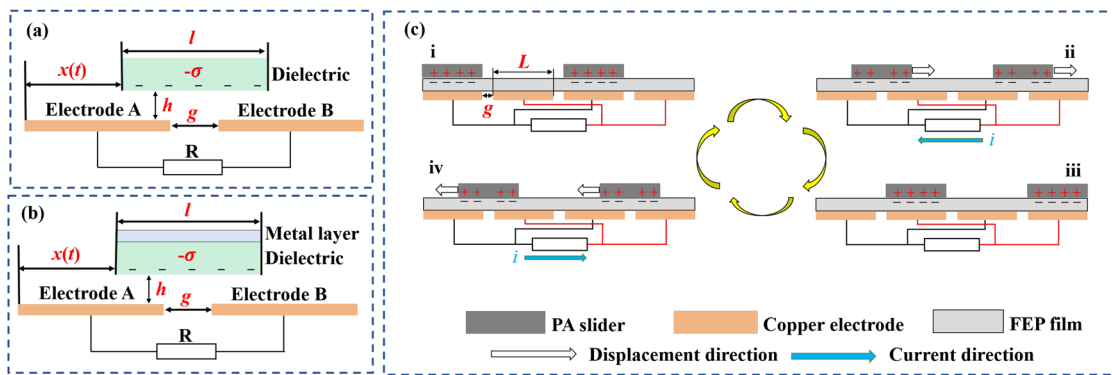 (a)
l
-σ
x(t)
Dielectric
Electrode A
h
g
Electrode B
R
(b)
l
Metal layer
-σ
Dielectric
x(t)
h
Electrode A
g
Electrode B
R
(c)
i
+ + + +
L
+ + + +
g
ii
+ + + +
+ + + +
i
iv
+ + + +
+ + + +
i
iii
+ + + +
+ + + +
PA slider
Copper electrode
FEP film
Displacement direction
Current direction